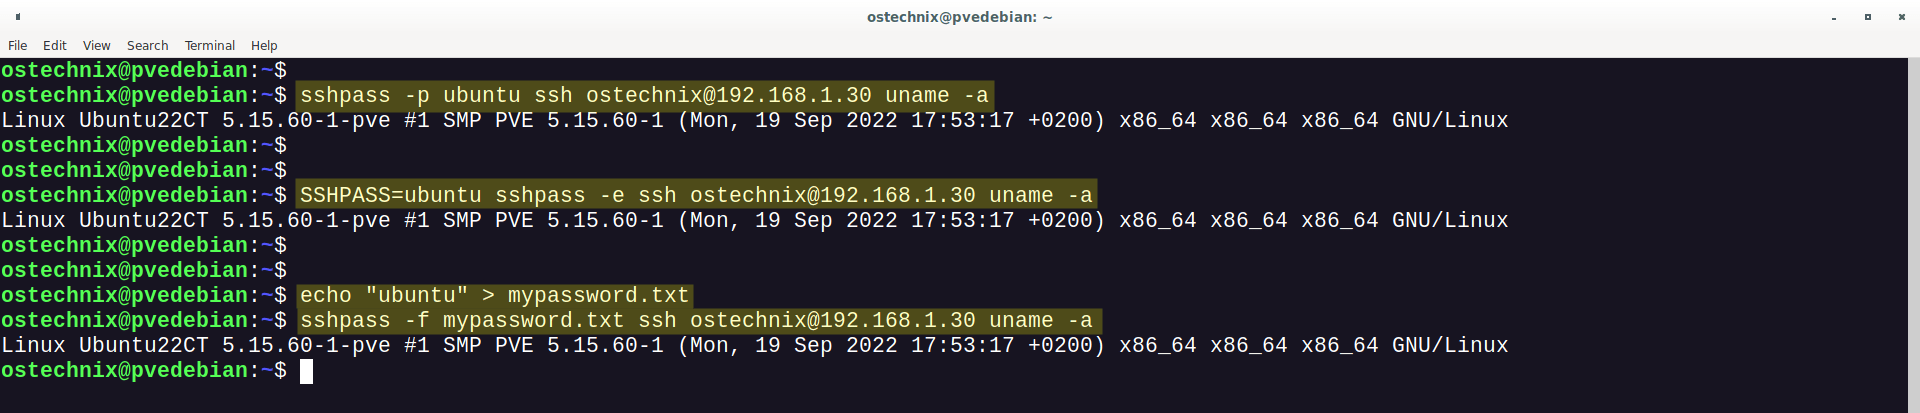 ostechnix@pvedebian: ~
File Edit View Search Terminal Help
ostechnix@pvedebian:~$
ostechnix@pvedebian:~$ sshpass -p ubuntu ssh ostechnix@192.168.1.30 uname -a
Linux Ubuntu22CT 5.15.60-1-pve #1 SMP PVE 5.15.60-1 (Mon, 19 Sep 2022 17:53:17 +0200) x86_64 x86_64 x86_64 GNU/Linux
ostechnix@pvedebian:~$
ostechnix@pvedebian:~$
ostechnix@pvedebian:~$ SSHPASS=ubuntu sshpass -e ssh ostechnix@192.168.1.30 uname -a
Linux Ubuntu22CT 5.15.60-1-pve #1 SMP PVE 5.15.60-1 (Mon, 19 Sep 2022 17:53:17 +0200) x86_64 x86_64 x86_64 GNU/Linux
ostechnix@pvedebian:~$
ostechnix@pvedebian:~$
ostechnix@pvedebian:~$ echo "ubuntu" > mypassword.txt
ostechnix@pvedebian:~$ sshpass -f mypassword.txt ssh ostechnix@192.168.1.30 uname -a
Linux Ubuntu22CT 5.15.60-1-pve #1 SMP PVE 5.15.60-1 (Mon, 19 Sep 2022 17:53:17 +0200) x86_64 x86_64 x86_64 GNU/Linux
ostechnix@pvedebian:~$